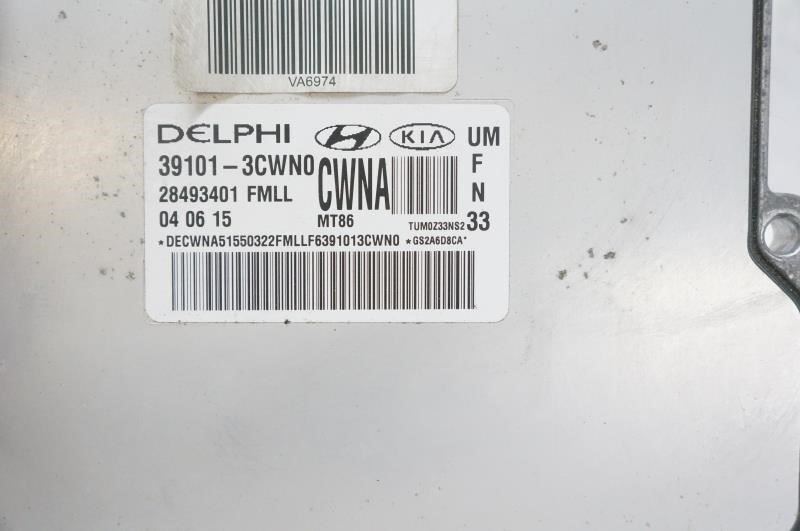 VA6974
DELPHI KIA UM
39101-3CWN0 CWNA F
28493401 FMLL N
04 06 15 MT86 TUM0Z33NS2 33
*DECWNA51550322FMLLF6391013CWN0 *GS2A6D8CA*